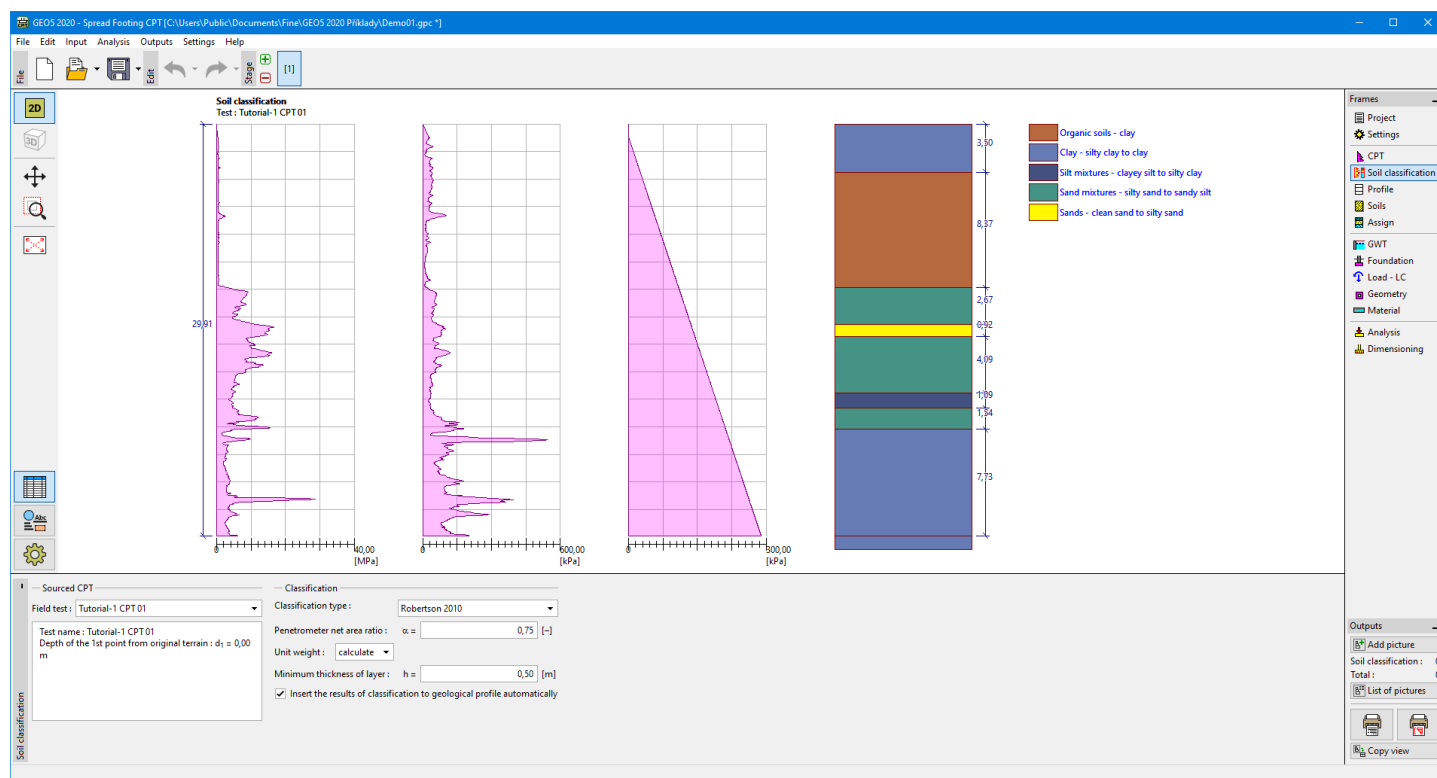 GEO5 2020 - Spread Footing CPT [C:\Users\Public\Documents\Fine\GEO5 2020 Příklady\Demo01.gpc *]
File Edit Input Analysis Outputs Settings Help
File
Edit
Stage
[1]
2D
3D
Abc
Soil classification
Test : Tutorial-1 CPT 01
29,91
0
40,00
[MPa]
0
600,00
[kPa]
0
300,00
[kPa]
3,50
8,37
2,67
0,92
4,09
1,09
1,54
7,73
Organic soils - clay
Clay - silty clay to clay
Silt mixtures - clayey silt to silty clay
Sand mixtures - silty sand to sandy silt
Sands - clean sand to silty sand
Frames
Project
Settings
CPT
Soil classification
Profile
Soils
Assign
GWT
Foundation
Load - LC
Geometry
Material
Analysis
Dimensioning
Soil classification
Sourced CPT
Field test : Tutorial-1 CPT 01
Test name : Tutorial-1 CPT 01
Depth of the 1st point from original terrain : d1 = 0,00
m
Classification
Classification type : Robertson 2010
Penetrometer net area ratio : α = 0,75 [–]
Unit weight : calculate
Minimum thickness of layer : h = 0,50 [m]
Insert the results of classification to geological profile automatically
Outputs
Add picture
Soil classification :
Total :
List of pictures
Copy view